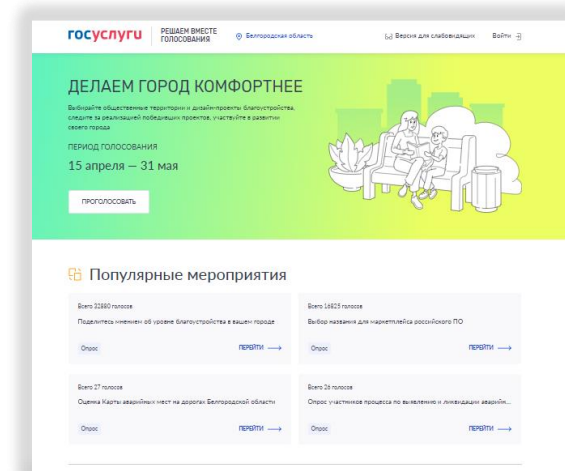 госуслуги
РЕШАЕМ ВМЕСТЕ
ГОЛОСОВАНИЯ
Белгородская область
Версия для слабовидящих
Войти
ДЕЛАЕМ ГОРОД КОМФОРТНЕЕ
Выбирайте общественные территории и дизайн-проекты благоустройства,
следите за реализацией победивших проектов, участвуйте в развитии
своего города
ПЕРИОД ГОЛОСОВАНИЯ
15 апреля — 31 мая
ПРОГОЛОСОВАТЬ
Популярные мероприятия
Всего 32880 голосов
Поделитесь мнением об уровне благоустройства в вашем городе
Опрос
ПЕРЕЙТИ
Всего 16825 голосов
Выбор названия для маркетплейса российского ПО
Опрос
ПЕРЕЙТИ
Всего 27 голосов
Оценка Карты аварийных мест на дорогах Белгородской области
Опрос
ПЕРЕЙТИ
Всего 26 голосов
Опрос участников процесса по выявлению и ликвидации аварийн...
Опрос
ПЕРЕЙТИ